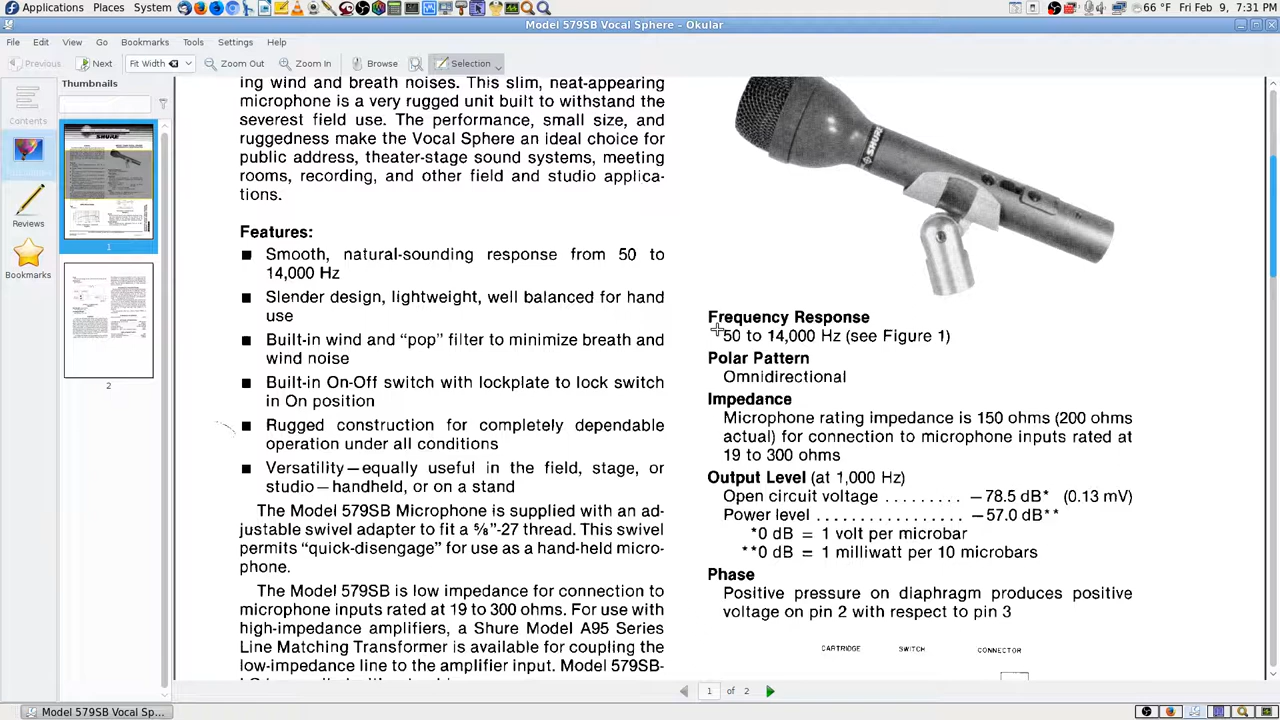 Applications Places System 66 °F Fri Feb 9, 7:31 PM
Model 579SB Vocal Sphere – Okular
File Edit View Go Bookmarks Tools Settings Help
Previous Next Fit Width Zoom Out Zoom In Browse Selection
Thumbnails
Contents
Reviews
Bookmarks
1
2
ing wind and breath noises. This slim, neat-appearing
microphone is a very rugged unit built to withstand the
severest field use. The performance, small size, and
ruggedness make the Vocal Sphere an ideal choice for
public address, theater-stage sound systems, meeting
rooms, recording, and other field and studio applica-
tions.
Features:
■ Smooth, natural-sounding response from 50 to
14,000 Hz
■ Slender design, lightweight, well balanced for hand
use
■ Built-in wind and “pop” filter to minimize breath and
wind noise
■ Built-in On-Off switch with lockplate to lock switch
in On position
■ Rugged construction for completely dependable
operation under all conditions
■ Versatility—equally useful in the field, stage, or
studio—handheld, or on a stand
The Model 579SB Microphone is supplied with an ad-
justable swivel adapter to fit a ⅝"-27 thread. This swivel
permits “quick-disengage” for use as a hand-held micro-
phone.
The Model 579SB is low impedance for connection to
microphone inputs rated at 19 to 300 ohms. For use with
high-impedance amplifiers, a Shure Model A95 Series
Line Matching Transformer is available for coupling the
low-impedance line to the amplifier input. Model 579SB-
SHURE
Frequency Response
50 to 14,000 Hz (see Figure 1)
Polar Pattern
Omnidirectional
Impedance
Microphone rating impedance is 150 ohms (200 ohms
actual) for connection to microphone inputs rated at
19 to 300 ohms
Output Level (at 1,000 Hz)
Open circuit voltage ......... −78.5 dB* (0.13 mV)
Power level ................. −57.0 dB**
*0 dB = 1 volt per microbar
**0 dB = 1 milliwatt per 10 microbars
Phase
Positive pressure on diaphragm produces positive
voltage on pin 2 with respect to pin 3
CARTRIDGE SWITCH CONNECTOR
1 of 2
Model 579SB Vocal Sp...